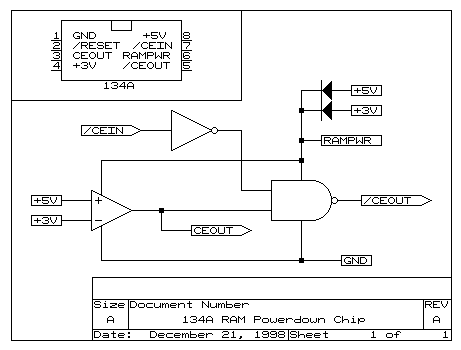 1 GND +5V 8
2 /RESET /CEIN 7
3 CEOUT RAMPWR 6
4 +3V /CEOUT 5
134A
+5V
+3V
/CEIN
RAMPWR
+5V
+
/CEOUT
+3V
-
CEOUT
GND
Size Document Number REV
A 134A RAM Powerdown Chip A
Date: December 21, 1998 Sheet 1 of 1